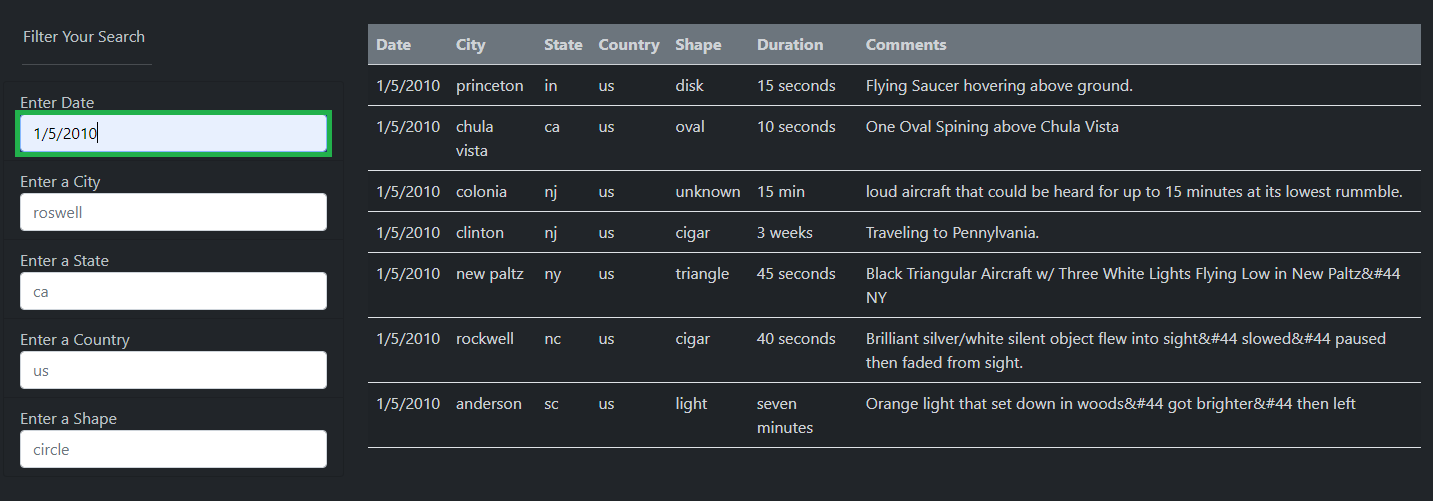 Filter Your Search
Enter Date
1/5/2010
Enter a City
roswell
Enter a State
ca
Enter a Country
us
Enter a Shape
circle
Date City State Country Shape Duration Comments
1/5/2010 princeton in us disk 15 seconds Flying Saucer hovering above ground.
1/5/2010 chula ca us oval 10 seconds One Oval Spining above Chula Vista
vista
1/5/2010 colonia nj us unknown 15 min loud aircraft that could be heard for up to 15 minutes at its lowest rummble.
1/5/2010 clinton nj us cigar 3 weeks Traveling to Pennylvania.
1/5/2010 new paltz ny us triangle 45 seconds Black Triangular Aircraft w/ Three White Lights Flying Low in New Paltz&#44
NY
1/5/2010 rockwell nc us cigar 40 seconds Brilliant silver/white silent object flew into sight&#44 slowed&#44 paused
then faded from sight.
1/5/2010 anderson sc us light seven Orange light that set down in woods&#44 got brighter&#44 then left
minutes